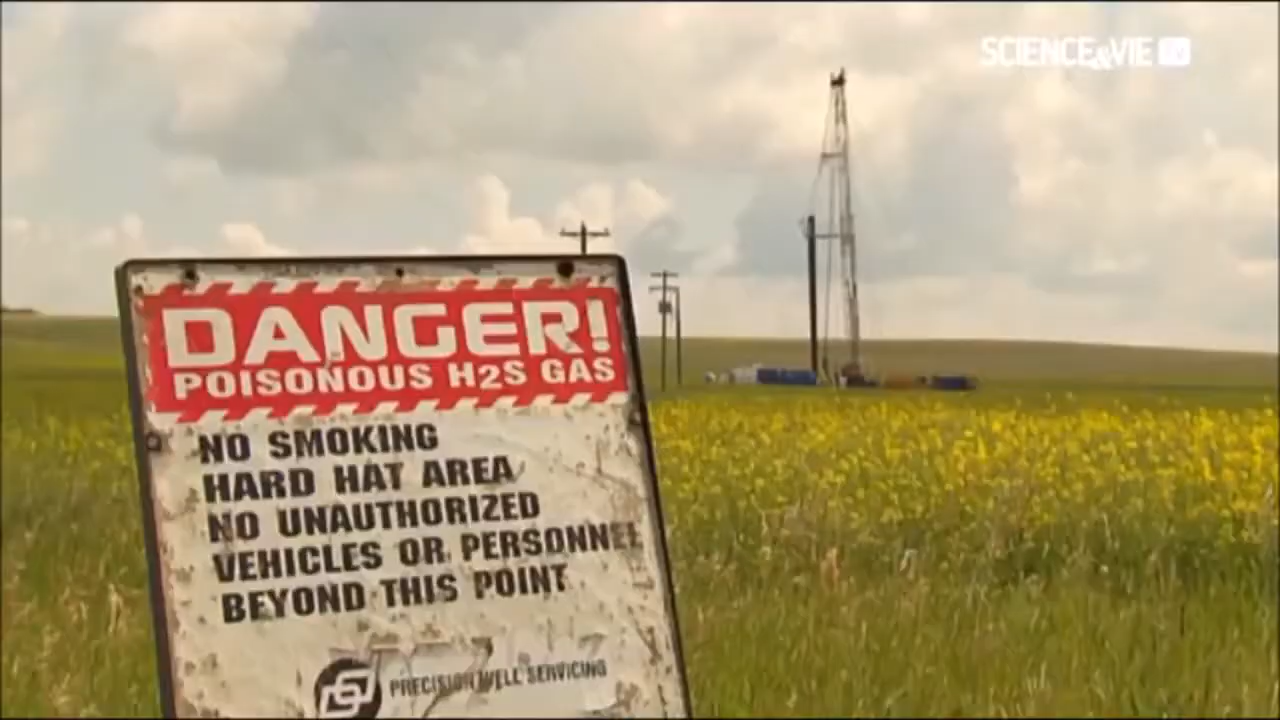 SCIENCE&VIE TV
DANGER!
POISONOUS H2S GAS
NO SMOKING
HARD HAT AREA
NO UNAUTHORIZED
VEHICLES OR PERSONNEL
BEYOND THIS POINT
PRECISION WELL SERVICING